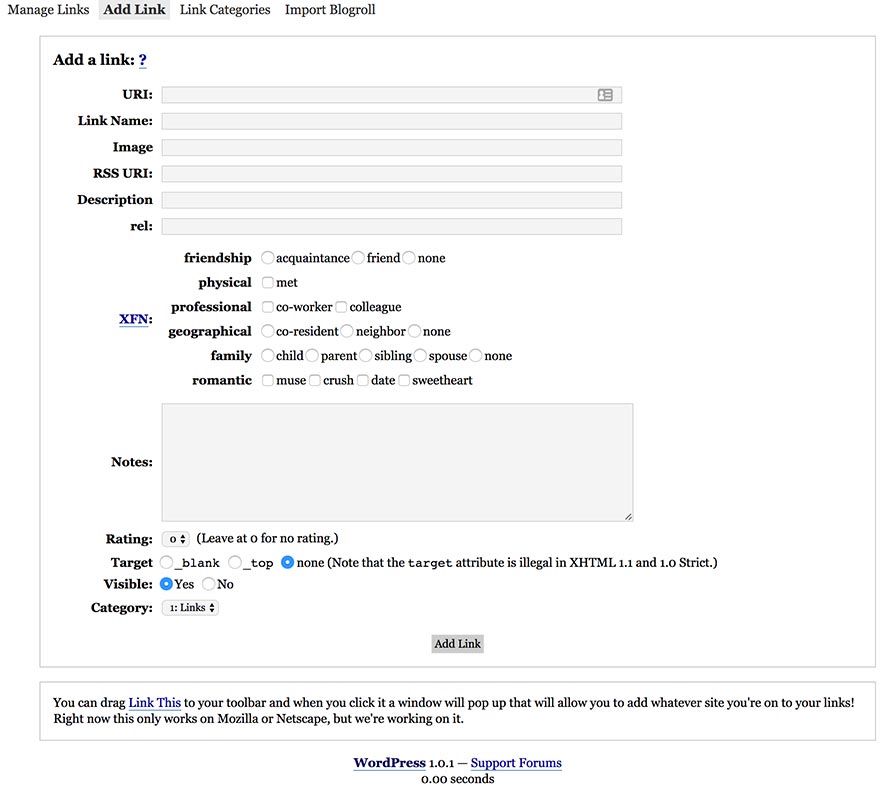 Manage Links Add Link Link Categories Import Blogroll
Add a link: ?
URI:
Link Name:
Image
RSS URI:
Description
rel:
friendship acquaintance friend none
physical met
professional co-worker colleague
XFN:
geographical co-resident neighbor none
family child parent sibling spouse none
romantic muse crush date sweetheart
Notes:
Rating: 0 (Leave at 0 for no rating.)
Target _blank _top none (Note that the target attribute is illegal in XHTML 1.1 and 1.0 Strict.)
Visible: Yes No
Category: 1: Links
Add Link
You can drag Link This to your toolbar and when you click it a window will pop up that will allow you to add whatever site you're on to your links!
Right now this only works on Mozilla or Netscape, but we're working on it.
WordPress 1.0.1 — Support Forums
0.00 seconds